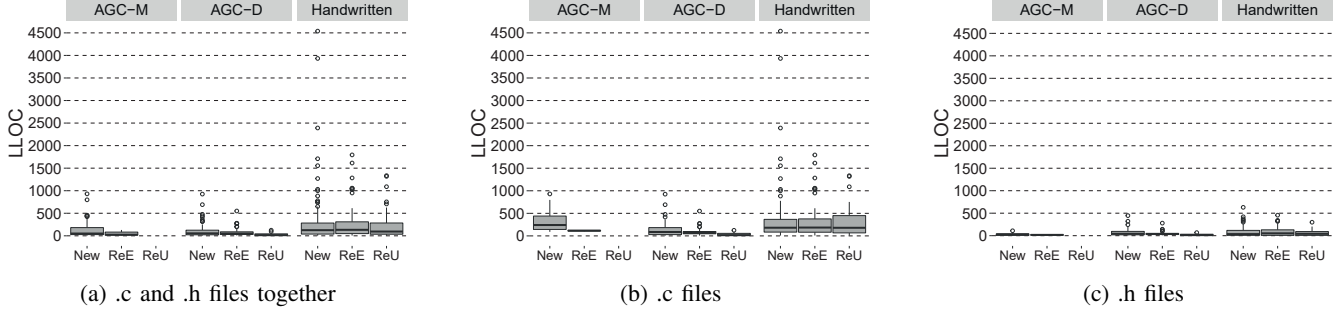 AGC−M AGC−D Handwritten
LLOC
4500
4000
3500
3000
2500
2000
1500
1000
500
0
New ReE ReU New ReE ReU New ReE ReU
(a) .c and .h files together
AGC−M AGC−D Handwritten
LLOC
4500
4000
3500
3000
2500
2000
1500
1000
500
0
New ReE ReU New ReE ReU New ReE ReU
(b) .c files
AGC−M AGC−D Handwritten
LLOC
4500
4000
3500
3000
2500
2000
1500
1000
500
0
New ReE ReU New ReE ReU New ReE ReU
(c) .h files